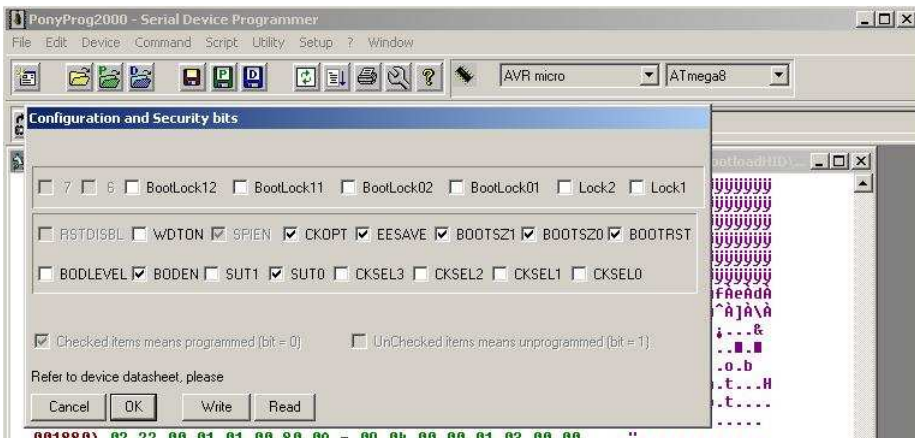 PonyProg2000 - Serial Device Programmer
File Edit Device Command Script Utility Setup ? Window
AVR micro ATmega8
Configuration and Security bits
7 6 BootLock12 BootLock11 BootLock02 BootLock01 Lock2 Lock1
RSTDISBL WDTON SPIEN CKOPT EESAVE BOOTSZ1 BOOTSZ0 BOOTRST
BODLEVEL BODEN SUT1 SUT0 CKSEL3 CKSEL2 CKSEL1 CKSEL0
Checked items means programmed (bit = 0) UnChecked items means unprogrammed (bit = 1)
Refer to device datasheet, please
Cancel OK Write Read